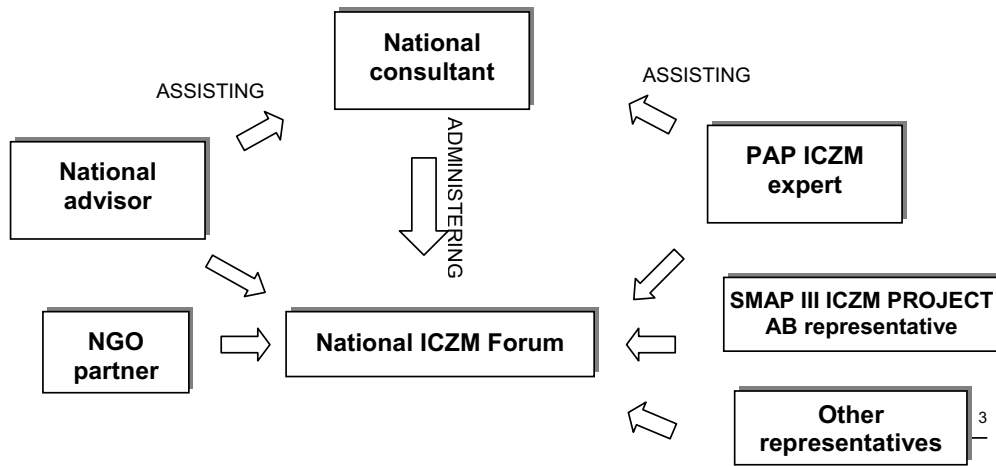 National
consultant
ASSISTING
ASSISTING
ADMINISTERING
National
advisor
PAP ICZM
expert
NGO
partner
National ICZM Forum
SMAP III ICZM PROJECT
AB representative
Other
representatives
3